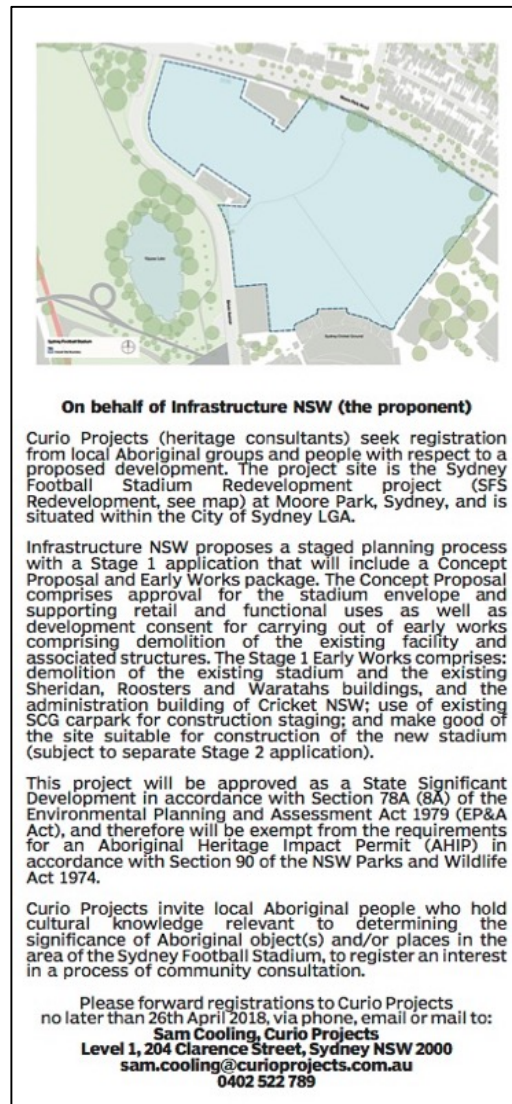 Moore Park Road
Kippax Lake
Driver Avenue
Sydney Cricket Ground
Sydney Football Stadium
On behalf of Infrastructure NSW (the proponent)
Curio Projects (heritage consultants) seek registration
from local Aboriginal groups and people with respect to a
proposed development. The project site is the Sydney
Football Stadium Redevelopment project (SFS
Redevelopment, see map) at Moore Park, Sydney, and is
situated within the City of Sydney LGA.
Infrastructure NSW proposes a staged planning process
with a Stage 1 application that will include a Concept
Proposal and Early Works package. The Concept Proposal
comprises approval for the stadium envelope and
supporting retail and functional uses as well as
development consent for carrying out of early works
comprising demolition of the existing facility and
associated structures. The Stage 1 Early Works comprises:
demolition of the existing stadium and the existing
Sheridan, Roosters and Waratahs buildings, and the
administration building of Cricket NSW; use of existing
SCG carpark for construction staging; and make good of
the site suitable for construction of the new stadium
(subject to separate Stage 2 application).
This project will be approved as a State Significant
Development in accordance with Section 78A (8A) of the
Environmental Planning and Assessment Act 1979 (EP&A
Act), and therefore will be exempt from the requirements
for an Aboriginal Heritage Impact Permit (AHIP) in
accordance with Section 90 of the NSW Parks and Wildlife
Act 1974.
Curio Projects invite local Aboriginal people who hold
cultural knowledge relevant to determining the
significance of Aboriginal object(s) and/or places in the
area of the Sydney Football Stadium, to register an interest
in a process of community consultation.
Please forward registrations to Curio Projects
no later than 26th April 2018, via phone, email or mail to:
Sam Cooling, Curio Projects
Level 1, 204 Clarence Street, Sydney NSW 2000
sam.cooling@curioprojects.com.au
0402 522 789